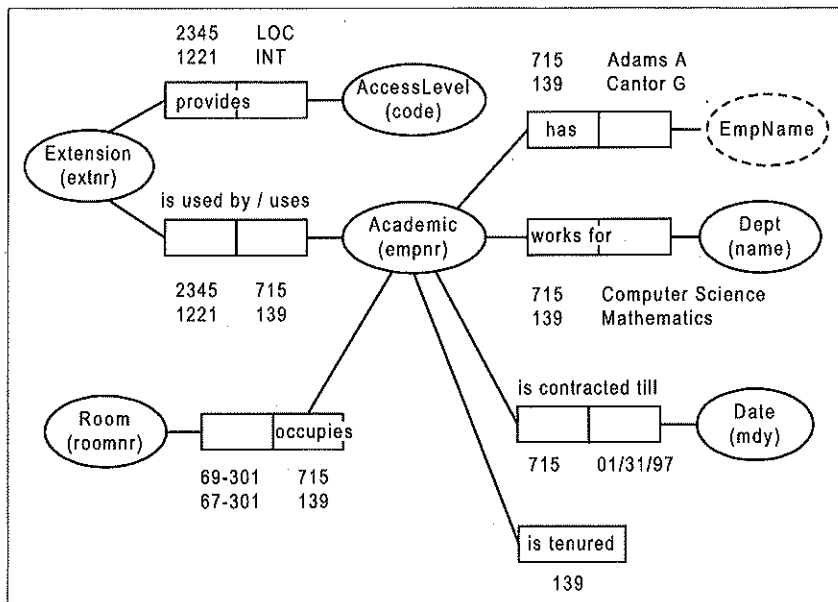 2345 LOC
1221 INT
provides
AccessLevel
(code)
Extension
(extnr)
is used by / uses
2345 715
1221 139
Academic
(empnr)
715 Adams A
139 Cantor G
has
EmpName
works for
Dept
(name)
715 Computer Science
139 Mathematics
Room
(roomnr)
occupies
69-301 715
67-301 139
is contracted till
Date
(mdy)
715 01/31/97
is tenured
139